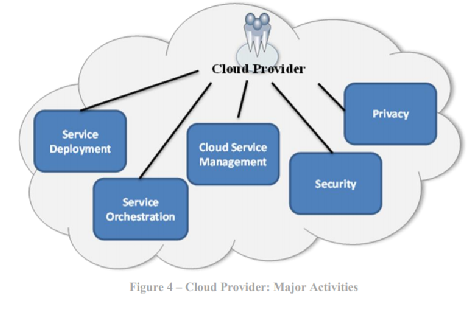 Cloud Provider
Privacy
Service
Deployment
Cloud Service
Management
Security
Service
Orchestration
Figure 4 – Cloud Provider: Major Activities